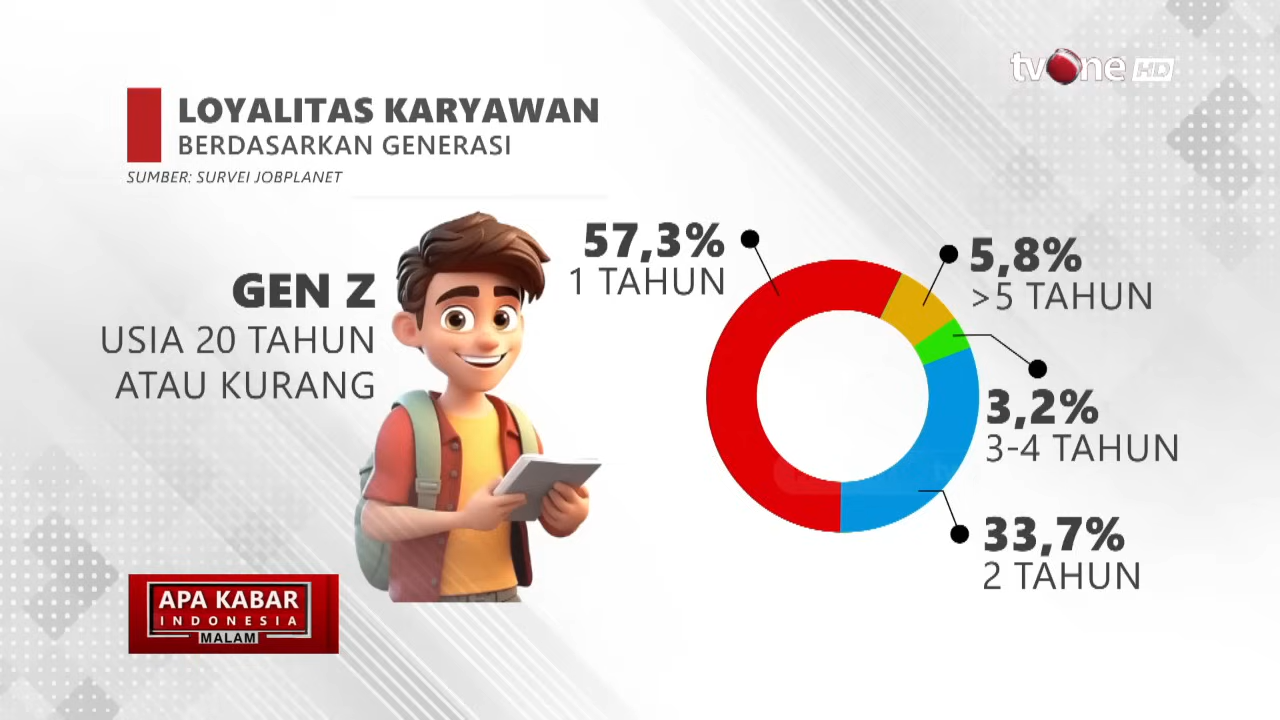 tvOne HD
LOYALITAS KARYAWAN
BERDASARKAN GENERASI
SUMBER: SURVEI JOBPLANET
GEN Z
USIA 20 TAHUN
ATAU KURANG
57,3%
1 TAHUN
5,8%
>5 TAHUN
3,2%
3-4 TAHUN
33,7%
2 TAHUN
APA KABAR
INDONESIA
MALAM